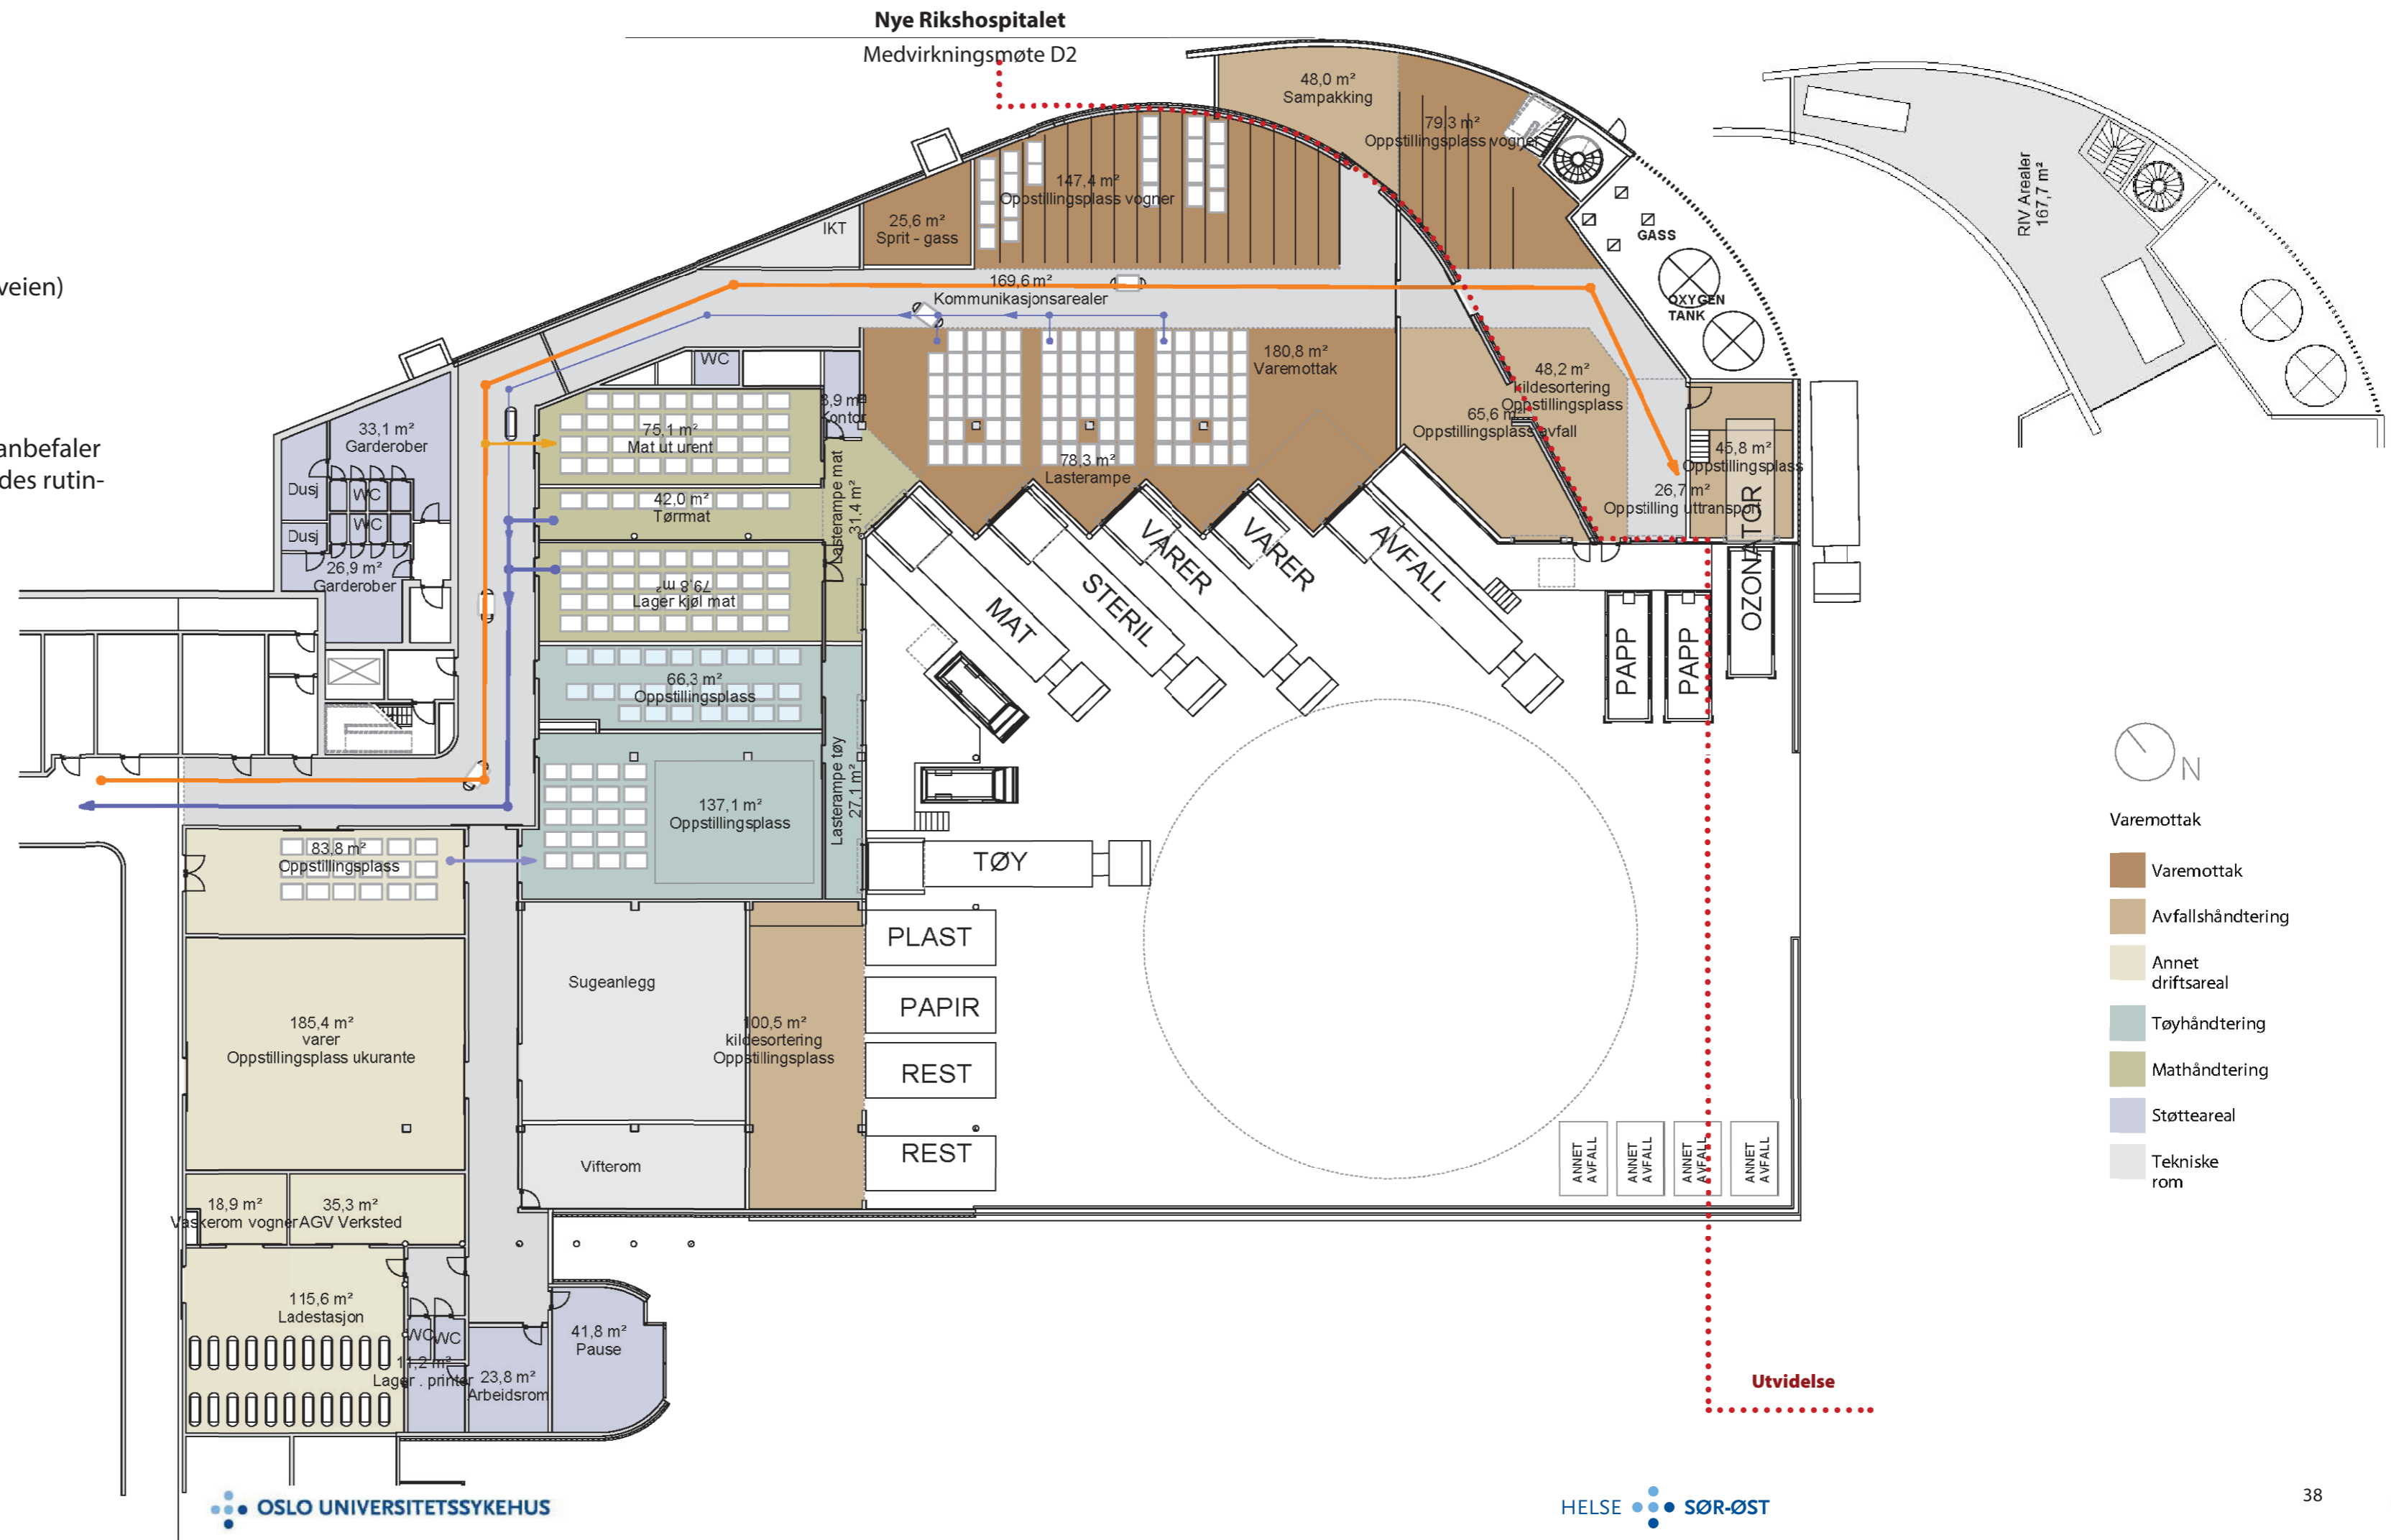 Nye Rikshospitalet
Medvirkningsmøte D2
veien)
anbefaler
des rutin-
48,0 m²
Sampakking
79,3 m²
Oppstillingsplass vogner
147,4 m²
Oppstillingsplass vogner
25,6 m²
Sprit - gass
IKT
169,6 m²
Kommunikasjonsarealer
GASS
OXYGEN
TANK
RIV Arealer
167,7 m²
WC
180,8 m²
Varemottak
48,2 m²
kildesortering
Oppstillingsplass
65,6 m²
Oppstillingsplass avfall
45,8 m²
Oppstillingsplass
26,7 m²
Oppstilling uttransport
78,3 m²
Lasterampe
8,9 m²
Kontor
33,1 m²
Garderober
Dusj
WC
WC
Dusj
26,9 m²
Garderober
75,1 m²
Mat ut urent
42,0 m²
Tørrmat
79,8 m²
Lager kjøl mat
Lasterampe mat
31,4 m²
66,3 m²
Oppstillingsplass
137,1 m²
Oppstillingsplass
Lasterampe tøy
27,1 m²
MAT
STERIL
VARER
VARER
AVFALL
PAPP
PAPP
OZONATOR
TØY
PLAST
PAPIR
REST
REST
83,8 m²
Oppstillingsplass
185,4 m²
varer
Oppstillingsplass ukurante
Sugeanlegg
100,5 m²
kildesortering
Oppstillingsplass
Vifterom
18,9 m²
Vaskerom vogner
35,3 m²
AGV Verksted
115,6 m²
Ladestasjon
WC
WC
11,2 m²
Lager . printer
23,8 m²
Arbeidsrom
41,8 m²
Pause
ANNET
AVFALL
ANNET
AVFALL
ANNET
AVFALL
ANNET
AVFALL
Utvidelse
N
Varemottak
Varemottak
Avfallshåndtering
Annet
driftsareal
Tøyhåndtering
Mathåndtering
Støtteareal
Tekniske
rom
OSLO UNIVERSITETSSYKEHUS
HELSE SØR-ØST
38